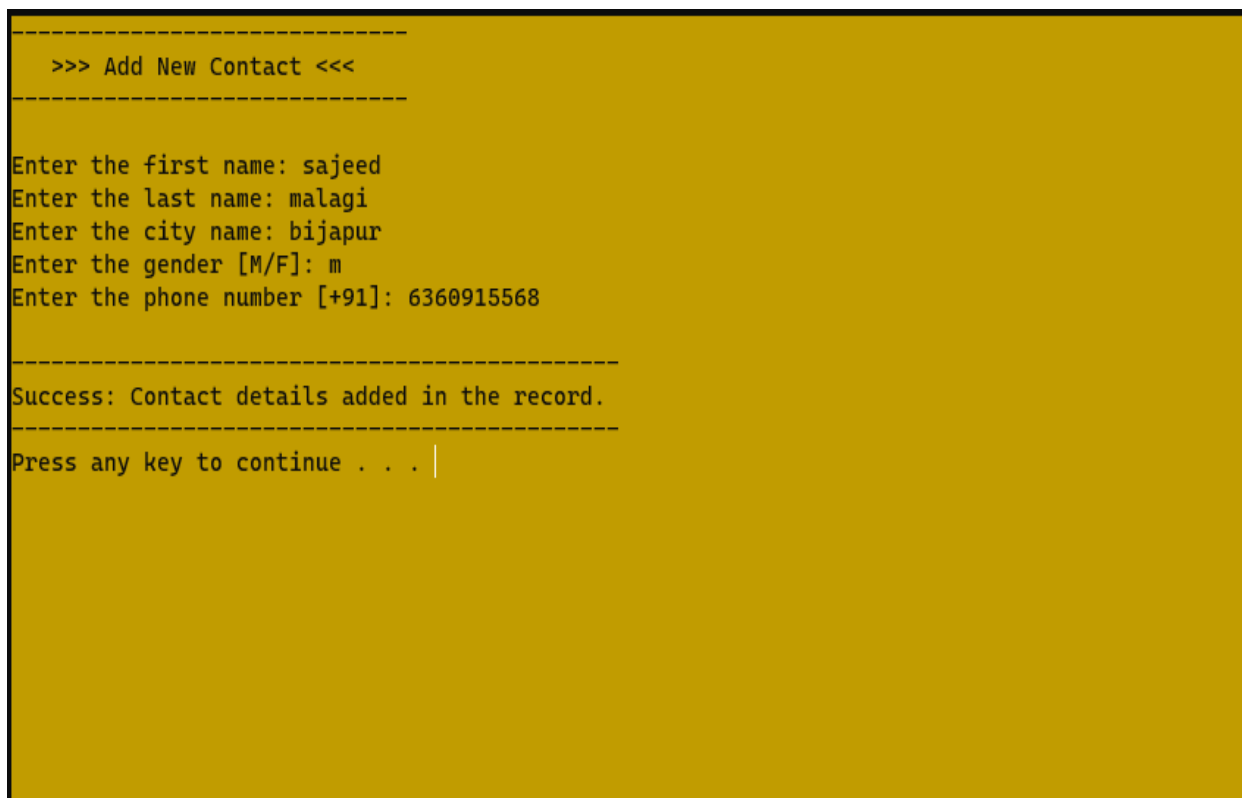 ------------------------------
   >>> Add New Contact <<<
------------------------------
Enter the first name: sajeed
Enter the last name: malagi
Enter the city name: bijapur
Enter the gender [M/F]: m
Enter the phone number [+91]: 6360915568
----------------------------------------------
Success: Contact details added in the record.
----------------------------------------------
Press any key to continue . . .